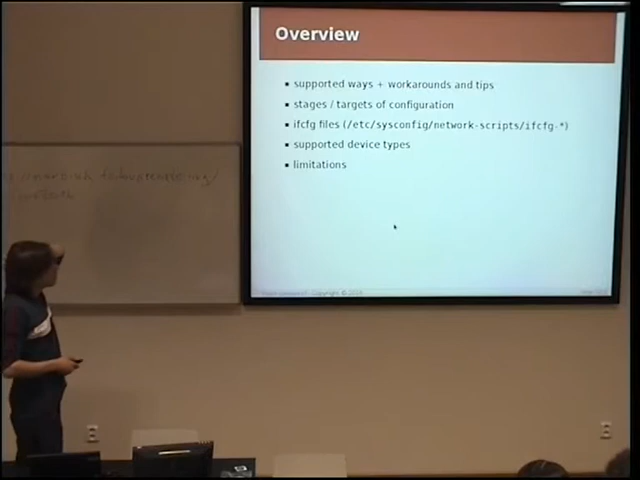 Overview
supported ways + workarounds and tips
stages / targets of configuration
ifcfg files (/etc/sysconfig/network-scripts/ifcfg-*)
supported device types
limitations